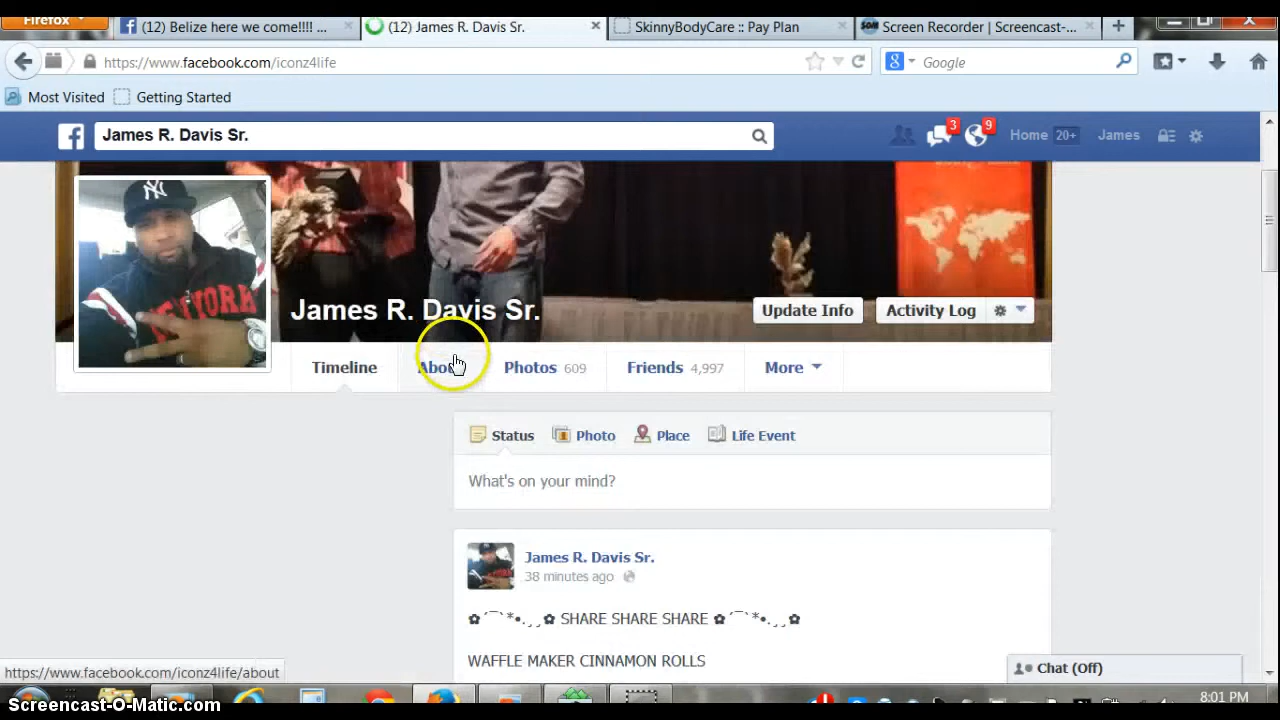 Firefox
(12) Belize here we come!!!! ...
(12) James R. Davis Sr.
SkinnyBodyCare :: Pay Plan
SOM
Screen Recorder | Screencast-...
https://www.facebook.com/iconz4life
Google
Most Visited
Getting Started
James R. Davis Sr.
3
9
Home 20+
James
NY
James R. Davis Sr.
Update Info
Activity Log
Timeline
About
Photos 609
Friends 4,997
More
Status
Photo
Place
Life Event
What's on your mind?
James R. Davis Sr.
38 minutes ago
✿´¯`*•.¸¸✿ SHARE SHARE SHARE ✿´¯`*•.¸¸✿
WAFFLE MAKER CINNAMON ROLLS
https://www.facebook.com/iconz4life/about
Chat (Off)
Screencast-O-Matic.com
8:01 PM